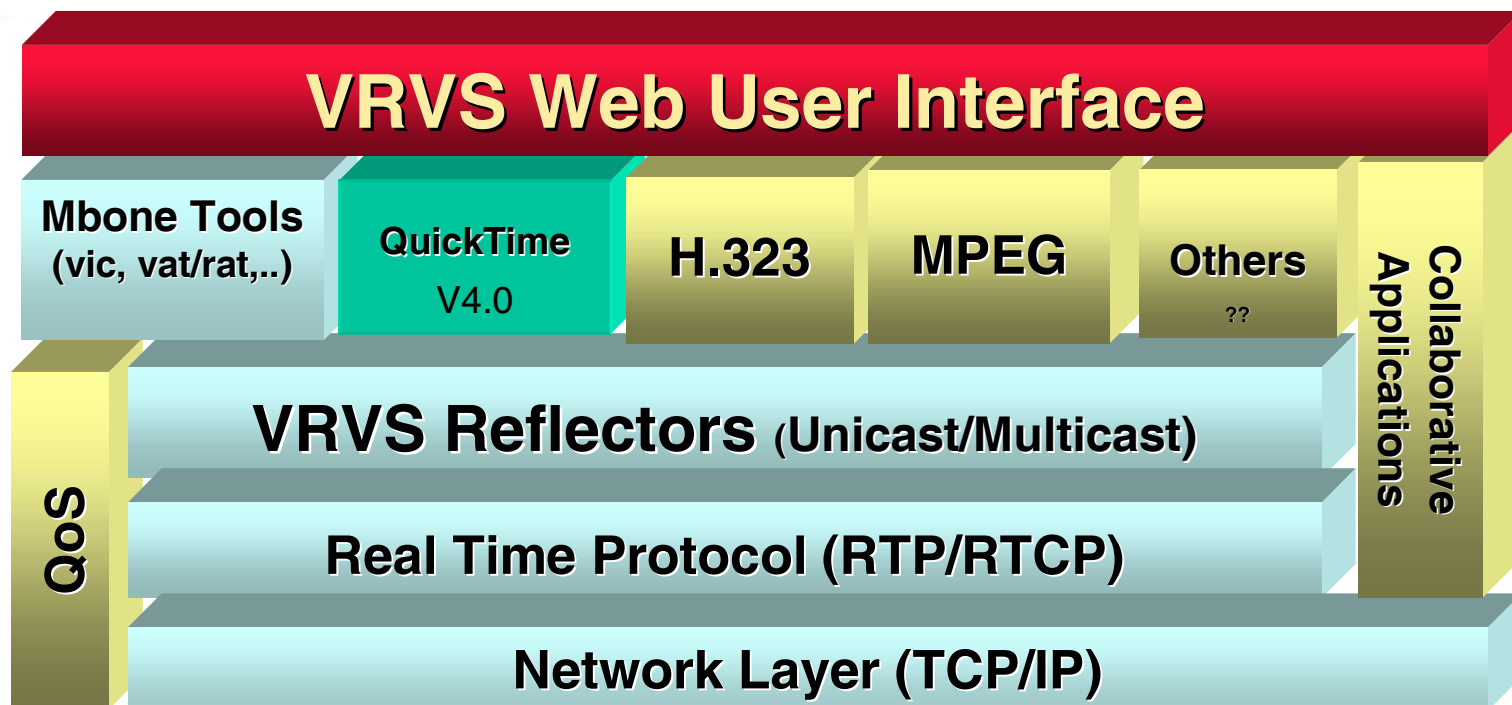 VRVS Web User Interface
Mbone Tools
(vic, vat/rat,..)
QuickTime
V4.0
H.323
MPEG
Others
??
Collaborative
Applications
QoS
VRVS Reflectors (Unicast/Multicast)
Real Time Protocol (RTP/RTCP)
Network Layer (TCP/IP)